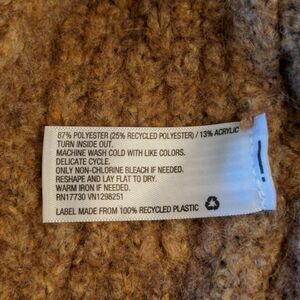 87% POLYESTER (25% RECYCLED POLYESTER) / 13% ACRYLIC
TURN INSIDE OUT.
MACHINE WASH COLD WITH LIKE COLORS.
DELICATE CYCLE.
ONLY NON-CHLORINE BLEACH IF NEEDED.
RESHAPE AND LAY FLAT TO DRY.
WARM IRON IF NEEDED.
RN17730 VN1298251
LABEL MADE FROM 100% RECYCLED PLASTIC